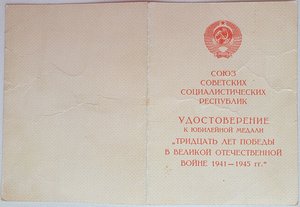 СОЮЗ
СОВЕТСКИХ
СОЦИАЛИСТИЧЕСКИХ
РЕСПУБЛИК
УДОСТОВЕРЕНИЕ
К ЮБИЛЕЙНОЙ МЕДАЛИ
„ТРИДЦАТЬ ЛЕТ ПОБЕДЫ
В ВЕЛИКОЙ ОТЕЧЕСТВЕННОЙ
ВОЙНЕ 1941—1945 гг.“